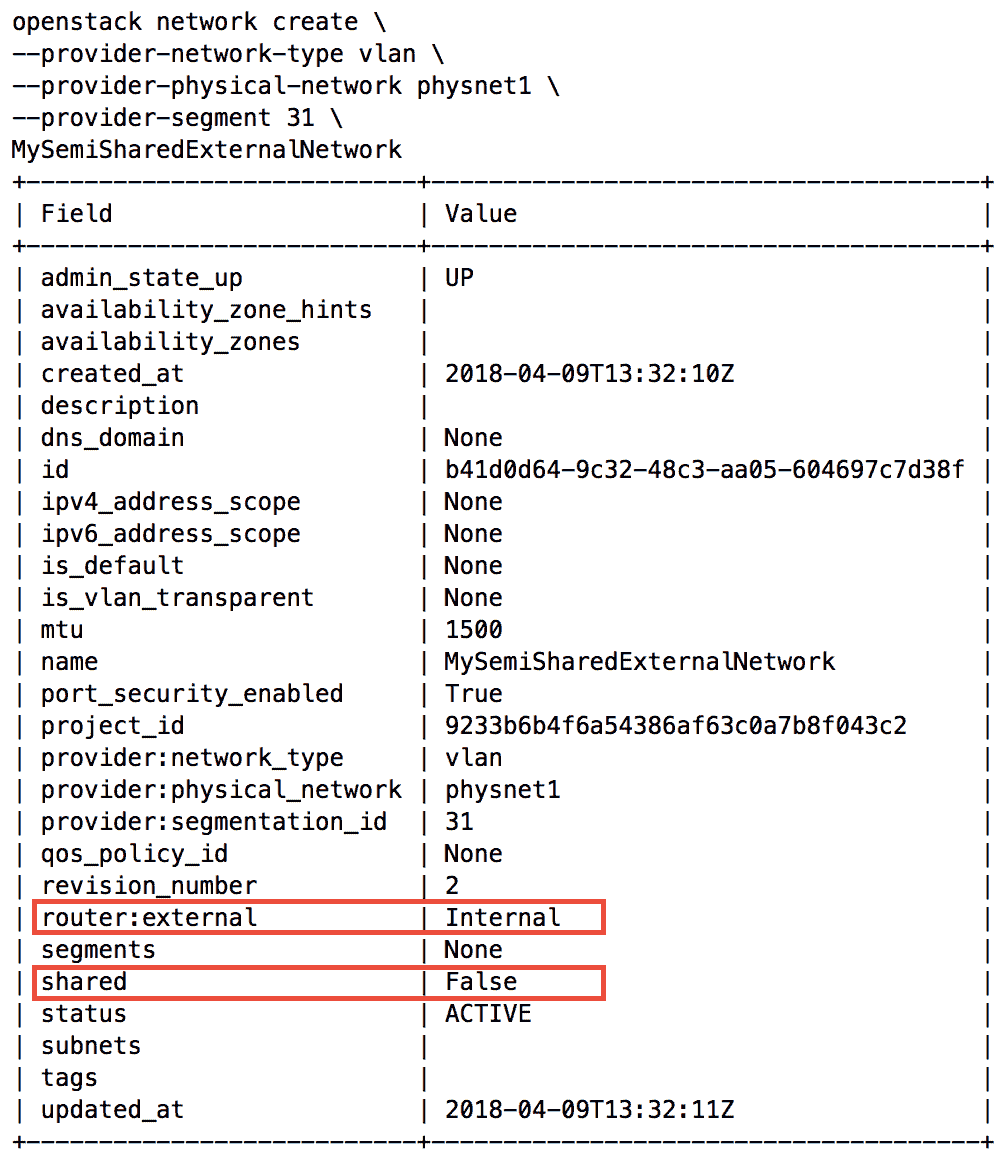 openstack network create \
--provider-network-type vlan \
--provider-physical-network physnet1 \
--provider-segment 31 \
MySemiSharedExternalNetwork
+---------------------------+--------------------------------------+
| Field                     | Value                                |
+---------------------------+--------------------------------------+
| admin_state_up            | UP                                   |
| availability_zone_hints   |                                      |
| availability_zones        |                                      |
| created_at                | 2018-04-09T13:32:10Z                 |
| description               |                                      |
| dns_domain                | None                                 |
| id                        | b41d0d64-9c32-48c3-aa05-604697c7d38f |
| ipv4_address_scope        | None                                 |
| ipv6_address_scope        | None                                 |
| is_default                | None                                 |
| is_vlan_transparent       | None                                 |
| mtu                       | 1500                                 |
| name                      | MySemiSharedExternalNetwork          |
| port_security_enabled     | True                                 |
| project_id                | 9233b6b4f6a54386af63c0a7b8f043c2     |
| provider:network_type     | vlan                                 |
| provider:physical_network | physnet1                             |
| provider:segmentation_id  | 31                                   |
| qos_policy_id             | None                                 |
| revision_number           | 2                                    |
| router:external           | Internal                             |
| segments                  | None                                 |
| shared                    | False                                |
| status                    | ACTIVE                               |
| subnets                   |                                      |
| tags                      |                                      |
| updated_at                | 2018-04-09T13:32:11Z                 |
+---------------------------+--------------------------------------+